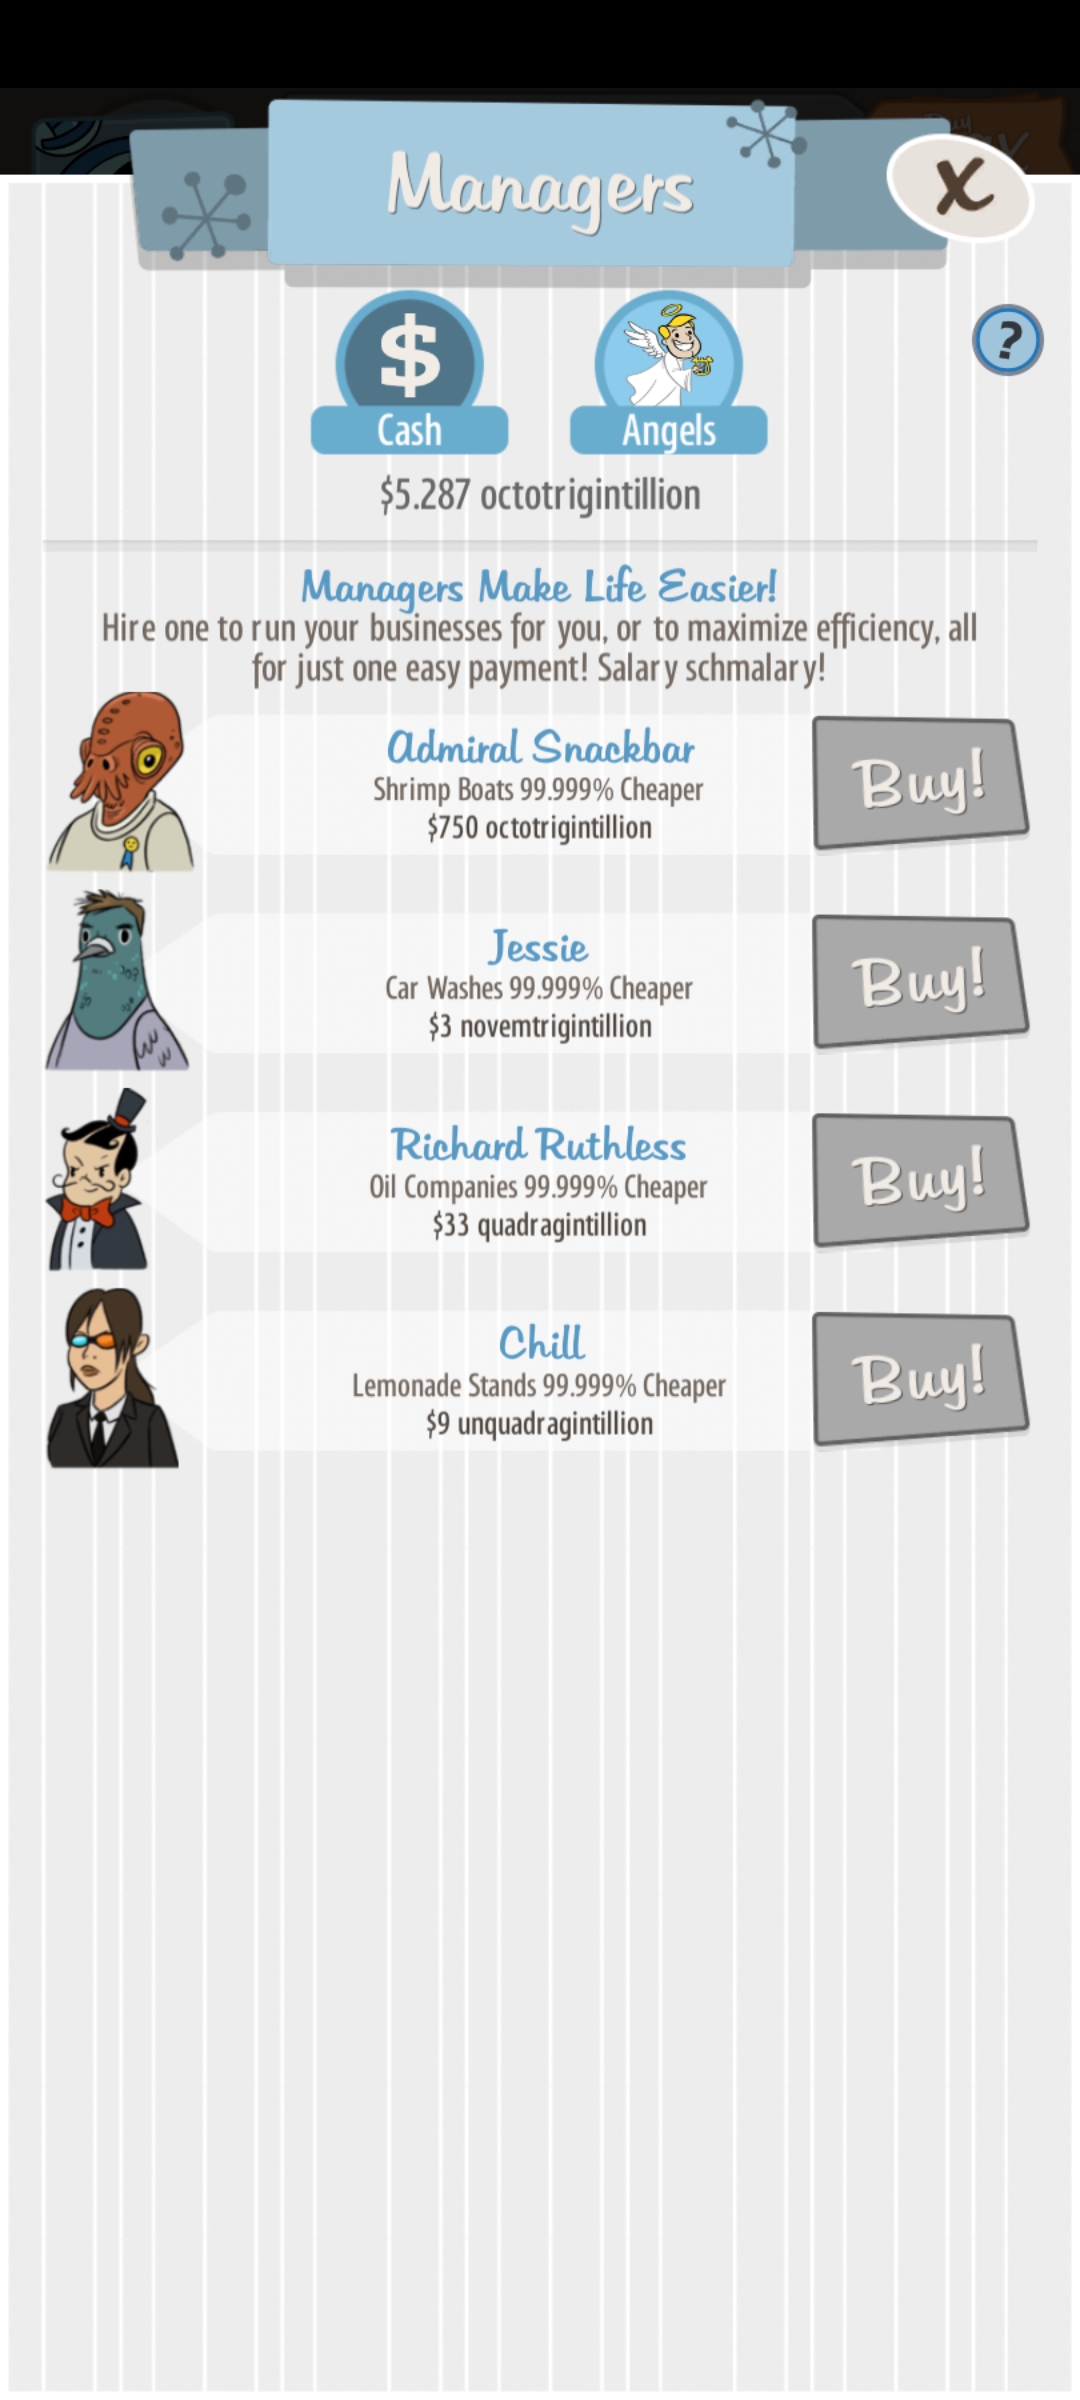 Managers
X
$
?
Cash
Angels
$5.287 octotrigintillion
Managers Make Life Easier!
Hire one to run your businesses for you, or to maximize efficiency, all
for just one easy payment! Salary schmalary!
Admiral Snackbar
Shrimp Boats 99.999% Cheaper
$750 octotrigintillion
Buy!
Jessie
Car Washes 99.999% Cheaper
$3 novemtrigintillion
Buy!
Richard Ruthless
Oil Companies 99.999% Cheaper
$33 quadragintillion
Buy!
Chill
Lemonade Stands 99.999% Cheaper
$9 unquadragintillion
Buy!